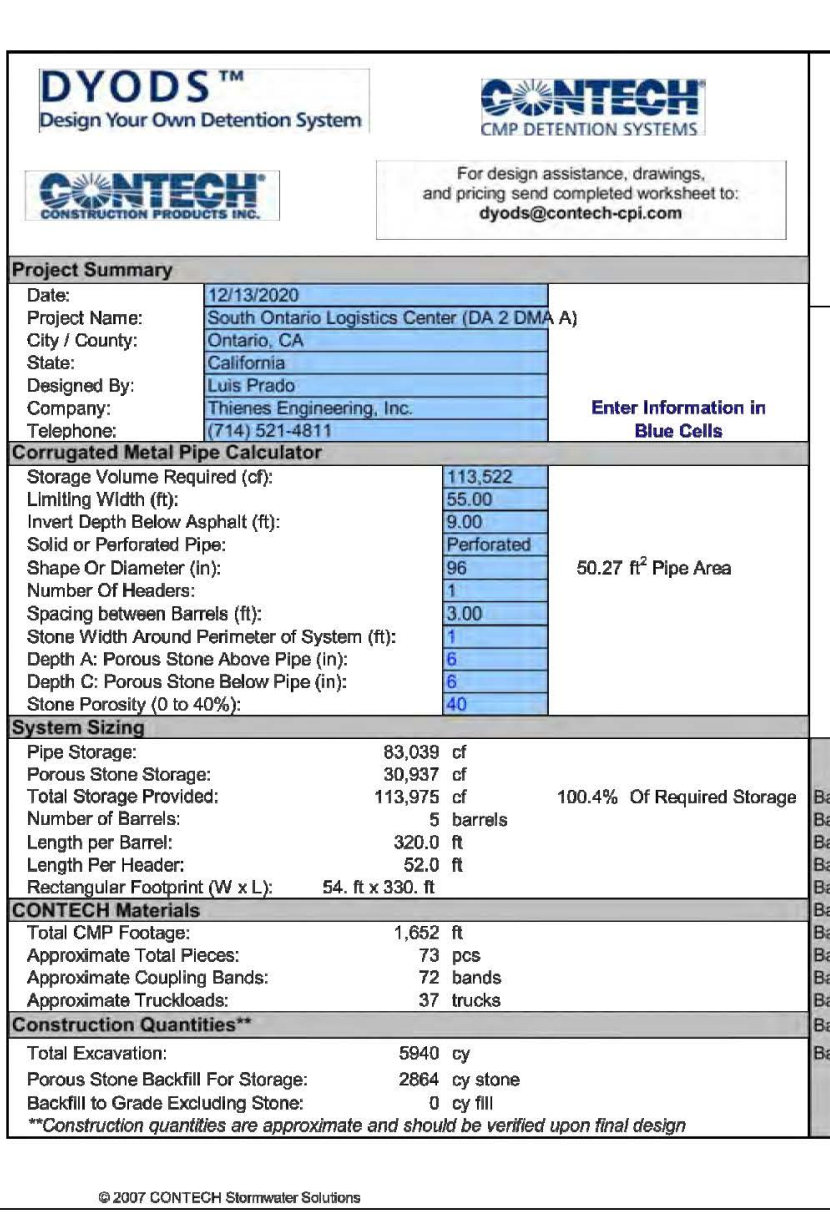 DYODS™
Design Your Own Detention System
CONTECH®
CMP DETENTION SYSTEMS
CONTECH®
CONSTRUCTION PRODUCTS INC.
For design assistance, drawings,
and pricing send completed worksheet to:
dyods@contech-cpi.com
Project Summary
Date: 12/13/2020
Project Name: South Ontario Logistics Center (DA 2 DMA A)
City / County: Ontario, CA
State: California
Designed By: Luis Prado
Company: Thienes Engineering, Inc.
Telephone: (714) 521-4811
Enter Information in
Blue Cells
Corrugated Metal Pipe Calculator
Storage Volume Required (cf): 113,522
Limiting Width (ft): 55.00
Invert Depth Below Asphalt (ft): 9.00
Solid or Perforated Pipe: Perforated
Shape Or Diameter (in): 96 50.27 ft² Pipe Area
Number Of Headers: 1
Spacing between Barrels (ft): 3.00
Stone Width Around Perimeter of System (ft): 1
Depth A: Porous Stone Above Pipe (in): 6
Depth C: Porous Stone Below Pipe (in): 6
Stone Porosity (0 to 40%): 40
System Sizing
Pipe Storage: 83,039 cf
Porous Stone Storage: 30,937 cf
Total Storage Provided: 113,975 cf 100.4% Of Required Storage Ba
Number of Barrels: 5 barrels Ba
Length per Barrel: 320.0 ft Ba
Length Per Header: 52.0 ft Ba
Rectangular Footprint (W x L): 54. ft x 330. ft Ba
CONTECH Materials Ba
Total CMP Footage: 1,652 ft Ba
Approximate Total Pieces: 73 pcs Ba
Approximate Coupling Bands: 72 bands Ba
Approximate Truckloads: 37 trucks Ba
Construction Quantities** Ba
Total Excavation: 5940 cy Ba
Porous Stone Backfill For Storage: 2864 cy stone
Backfill to Grade Excluding Stone: 0 cy fill
**Construction quantities are approximate and should be verified upon final design
© 2007 CONTECH Stormwater Solutions